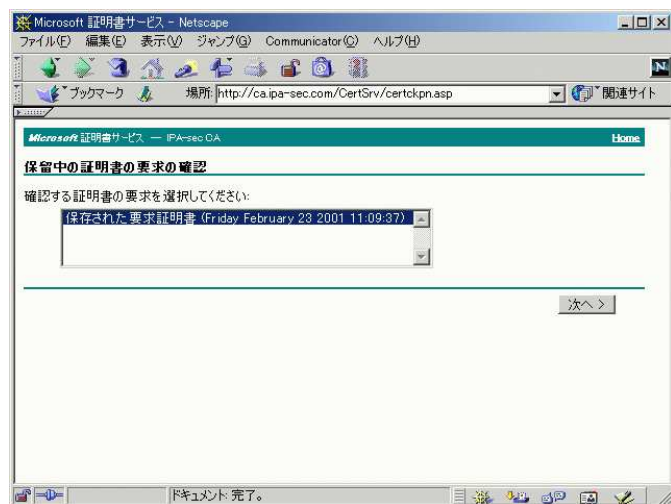 Microsoft 証明書サービス - Netscape
ファイル(F) 編集(E) 表示(V) ジャンプ(G) Communicator(C) ヘルプ(H)
N
ブックマーク 場所: http://ca.ipa-sec.com/CertSrv/certckpn.asp 関連サイト
Microsoft 証明書サービス — IPA-sec CA Home
保留中の証明書の要求の確認
確認する証明書の要求を選択してください:
保存された要求証明書 (Friday February 23 2001 11:09:37)
次へ >
ドキュメント: 完了。